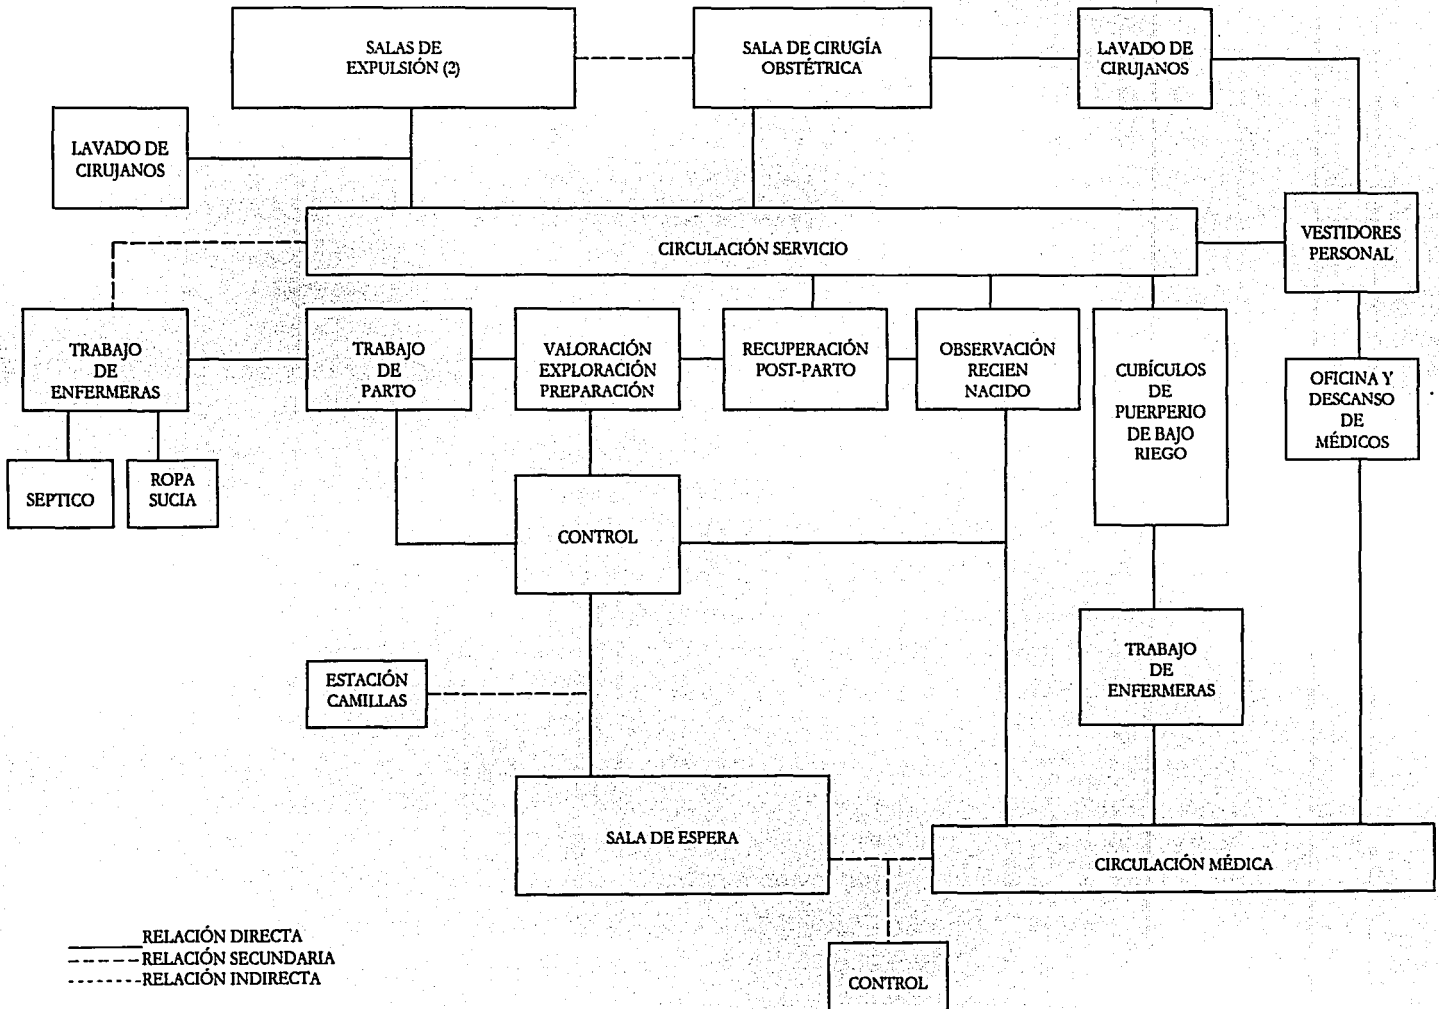 SALAS DE
EXPULSIÓN (2)
SALA DE CIRUGÍA
OBSTÉTRICA
LAVADO DE
CIRUJANOS
LAVADO DE
CIRUJANOS
CIRCULACIÓN SERVICIO
VESTIDORES
PERSONAL
TRABAJO
DE
ENFERMERAS
TRABAJO
DE
PARTO
VALORACIÓN
EXPLORACIÓN
PREPARACIÓN
RECUPERACIÓN
POST-PARTO
OBSERVACIÓN
RECIEN
NACIDO
CUBÍCULOS
DE
PUERPERIO
DE BAJO
RIEGO
OFICINA Y
DESCANSO
DE
MÉDICOS
SEPTICO
ROPA
SUCIA
CONTROL
ESTACIÓN
CAMILLAS
TRABAJO
DE
ENFERMERAS
SALA DE ESPERA
CIRCULACIÓN MÉDICA
CONTROL
RELACIÓN DIRECTA
RELACIÓN SECUNDARIA
RELACIÓN INDIRECTA